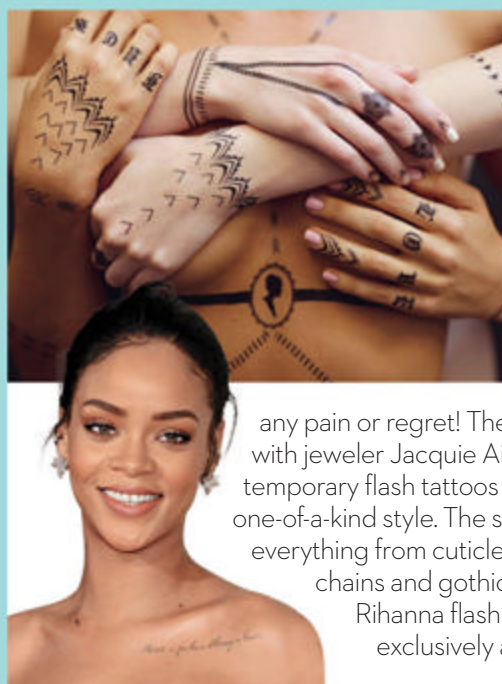 any pain or regret! The
with jeweler Jacquie Ai
temporary flash tattoos
one-of-a-kind style. The s
everything from cuticle
chains and gothic
Rihanna flash
exclusively a